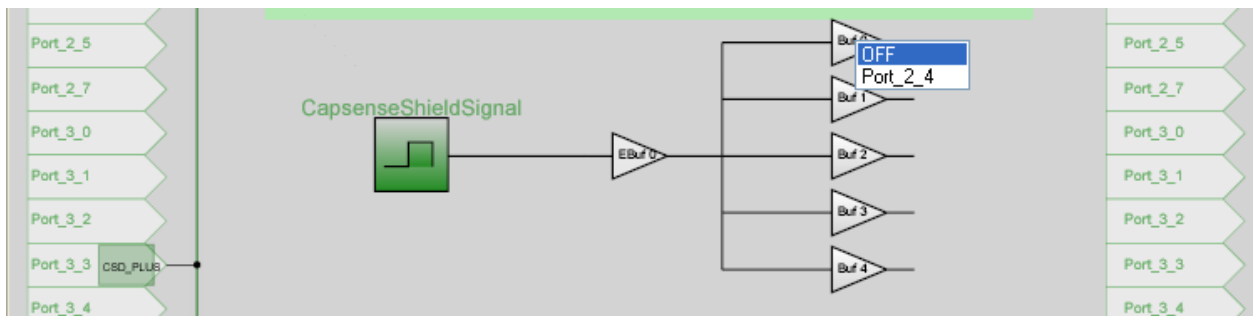 Port_2_5
Port_2_7
Port_3_0
Port_3_1
Port_3_2
Port_3_3
CSD_PLUS
Port_3_4
CapsenseShieldSignal
EBuf 0
OFF
Port_2_4
Buf 1
Buf 2
Buf 3
Buf 4
Port_2_5
Port_2_7
Port_3_0
Port_3_1
Port_3_2
Port_3_3
Port_3_4